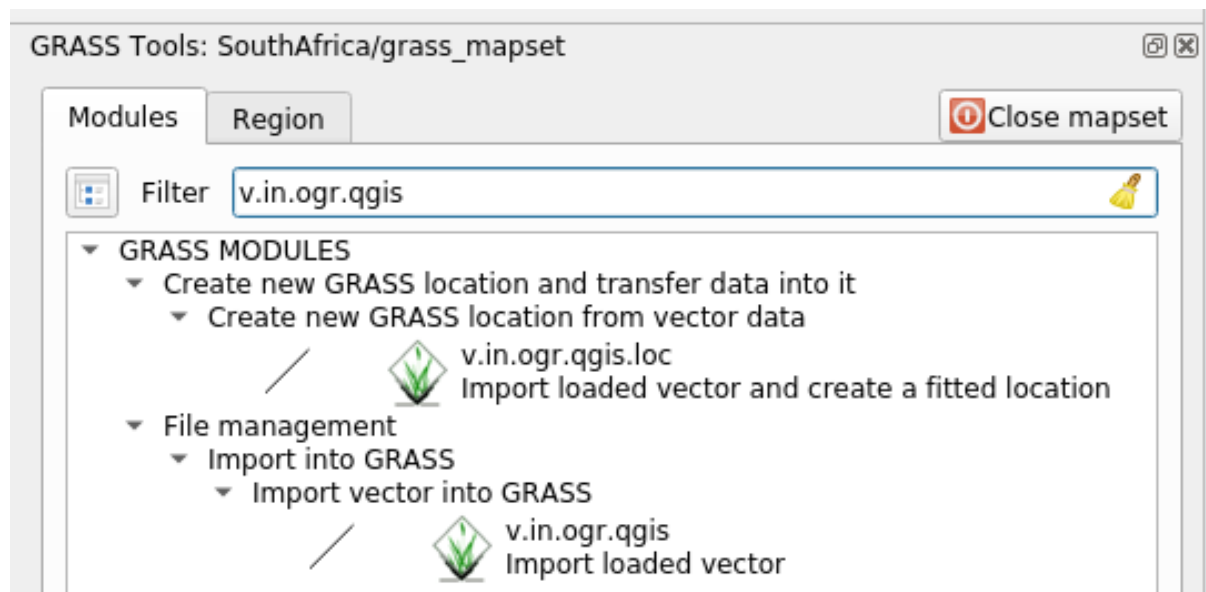 GRASS Tools: SouthAfrica/grass_mapset
Modules
Region
Close mapset
Filter
v.in.ogr.qgis
GRASS MODULES
Create new GRASS location and transfer data into it
Create new GRASS location from vector data
v.in.ogr.qgis.loc
Import loaded vector and create a fitted location
File management
Import into GRASS
Import vector into GRASS
v.in.ogr.qgis
Import loaded vector